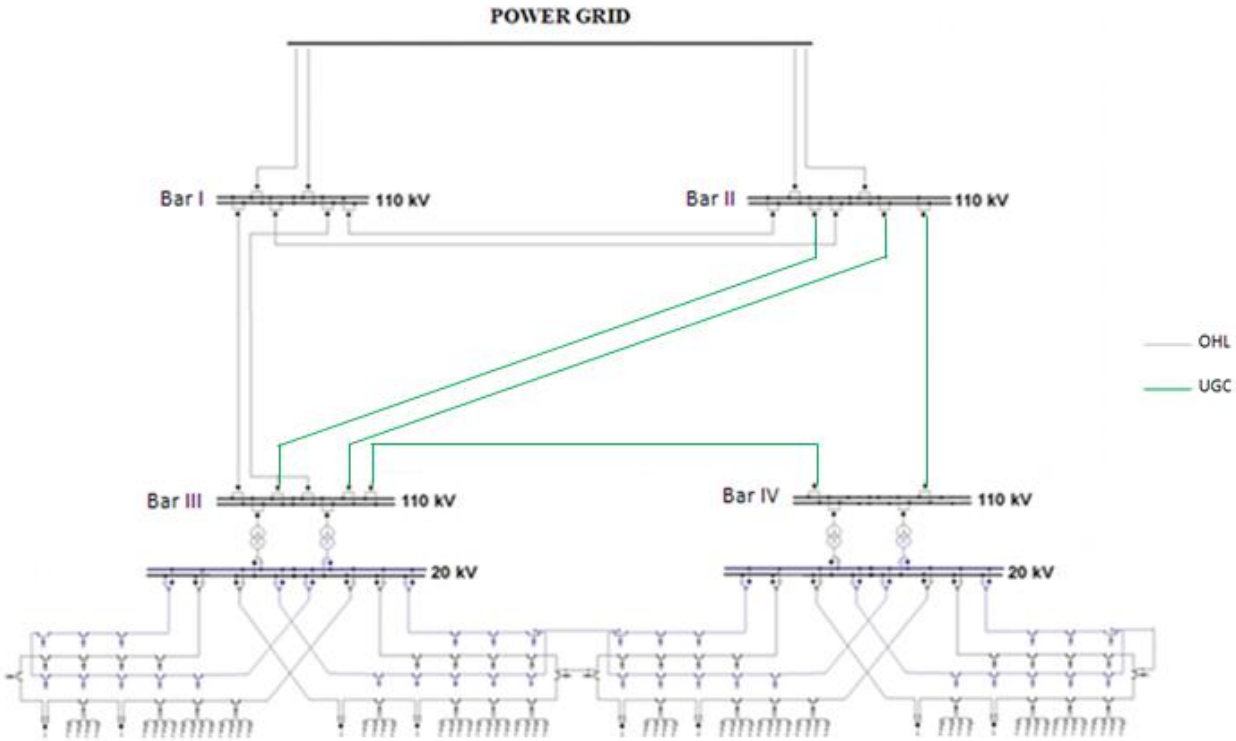 POWER GRID
Bar I
110 kV
Bar II
110 kV
OHL
UGC
Bar III
110 kV
Bar IV
110 kV
20 kV
20 kV